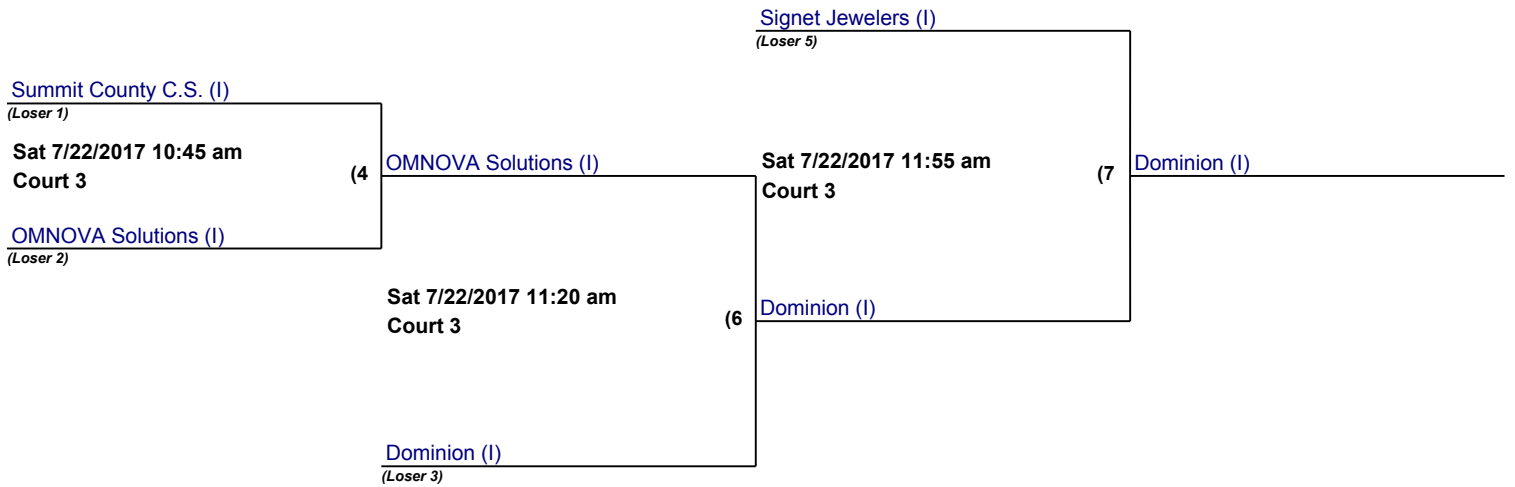 Signet Jewelers (I)
(Loser 5)
Summit County C.S. (I)
(Loser 1)
Sat 7/22/2017 10:45 am
Court 3
(4
OMNOVA Solutions (I)
Sat 7/22/2017 11:55 am
Court 3
(7
Dominion (I)
OMNOVA Solutions (I)
(Loser 2)
Sat 7/22/2017 11:20 am
Court 3
(6
Dominion (I)
Dominion (I)
(Loser 3)